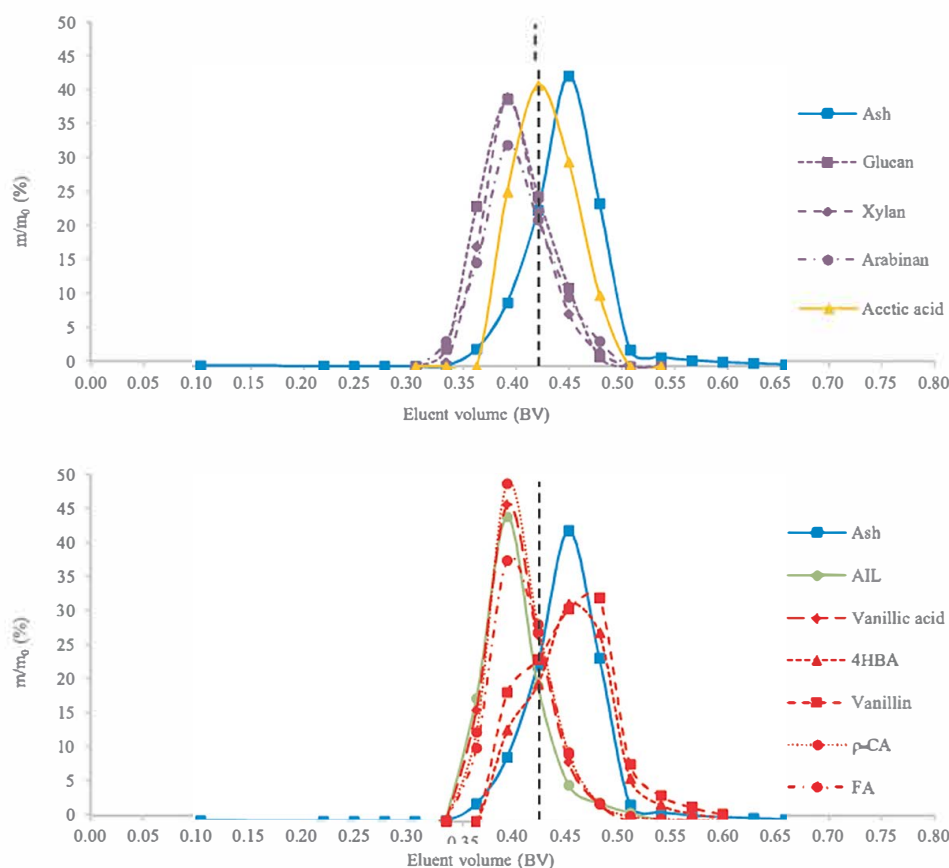 50
45
40
35
30
25
20
15
10
5
0
m/m₀ (%)
0.00 0.05 0.10 0.15 0.20 0.25 0.30 0.35 0.40 0.45 0.50 0.55 0.60 0.65 0.70 0.75 0.80
Eluent volume (BV)
Ash
Glucan
Xylan
Arabinan
Acetic acid
50
45
40
35
30
25
20
15
10
5
0
m/m₀ (%)
0.00 0.05 0.10 0.15 0.20 0.25 0.30 0.35 0.40 0.45 0.50 0.55 0.60 0.65 0.70 0.75 0.80
Eluent volume (BV)
Ash
AIL
Vanillic acid
4HBA
Vanillin
ρ-CA
FA